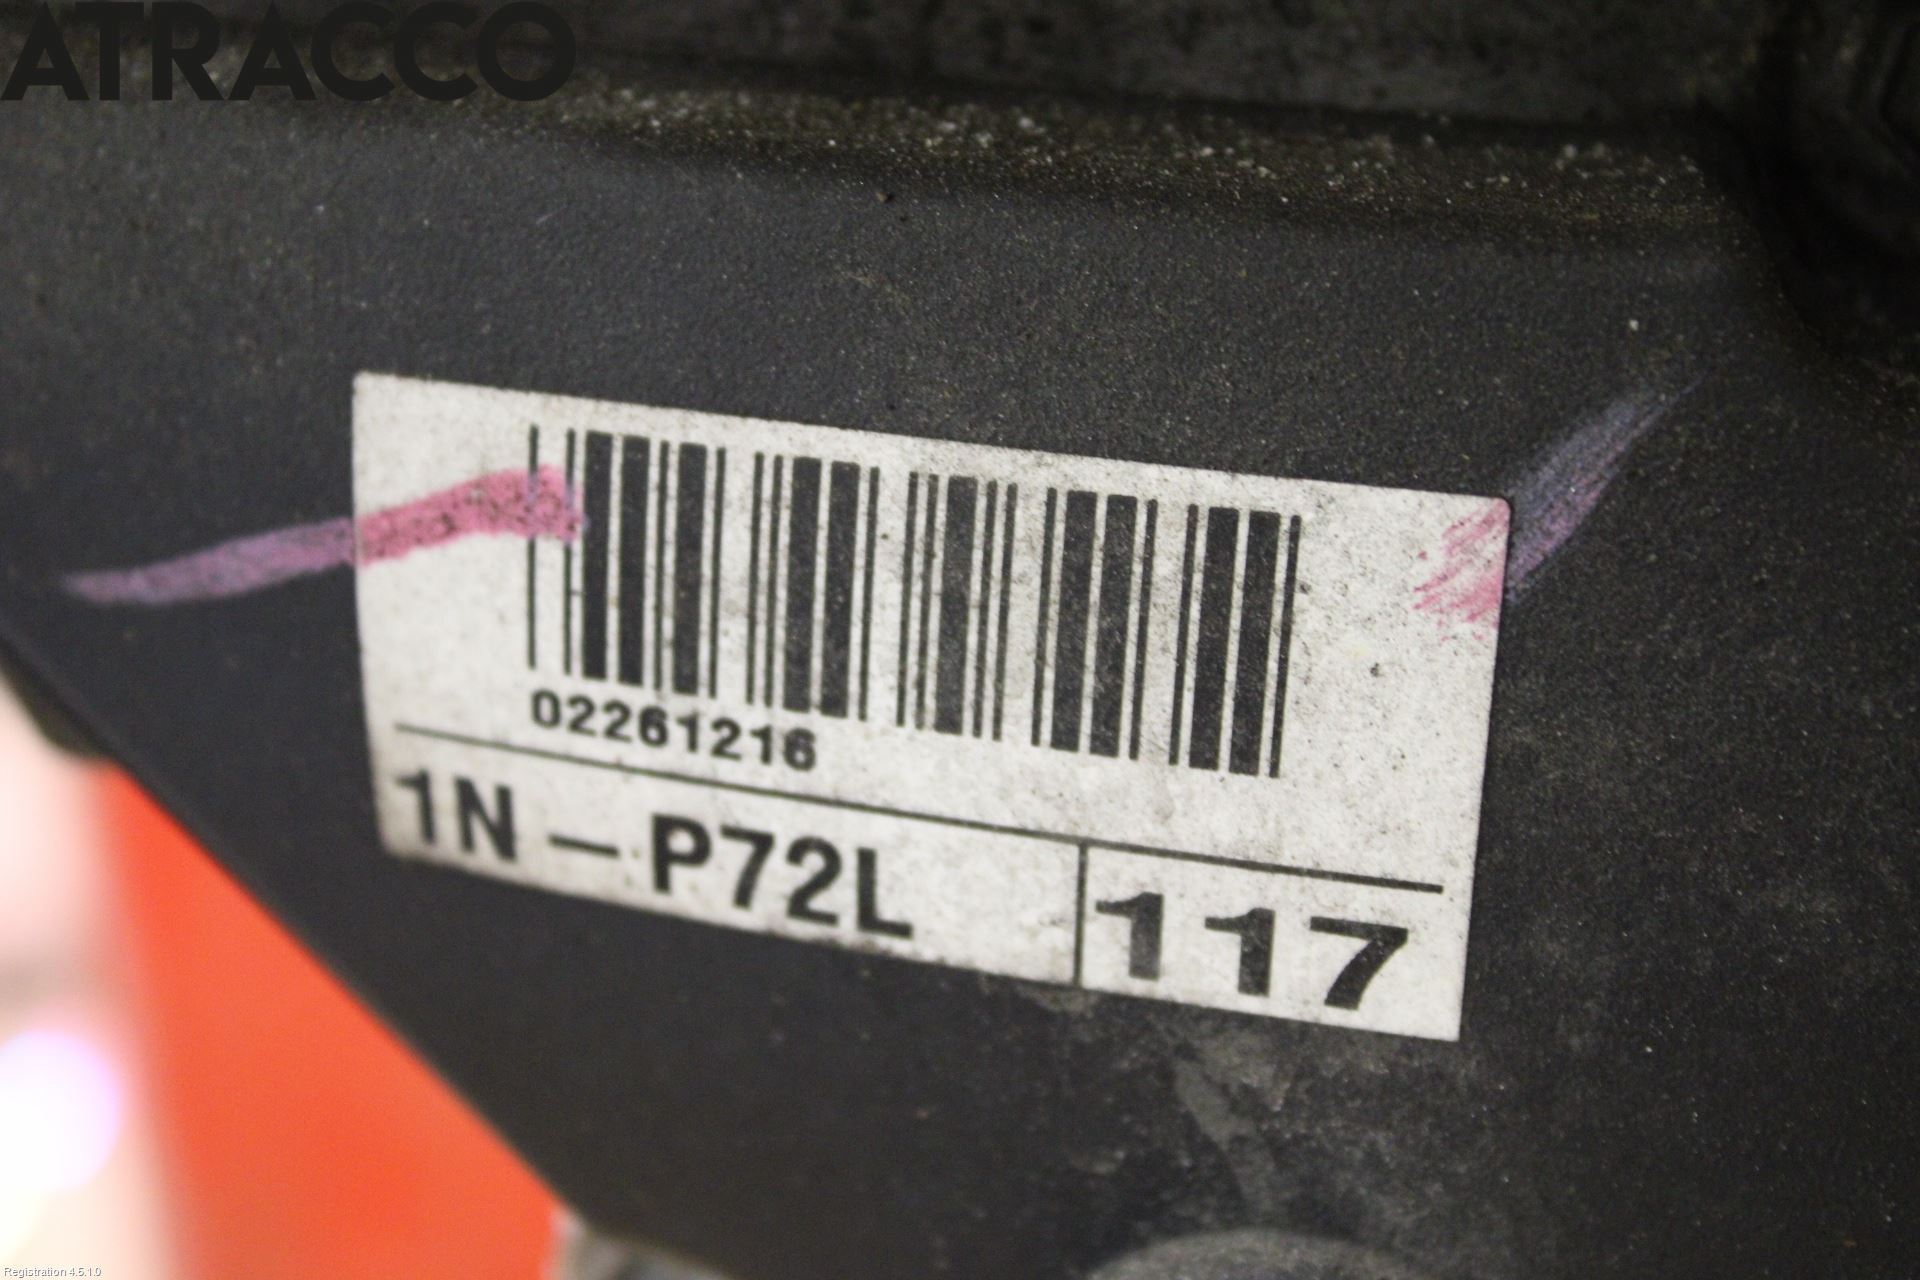 ATRACCO
02261216
1N-P72L
117
Registration 4.5.1.0